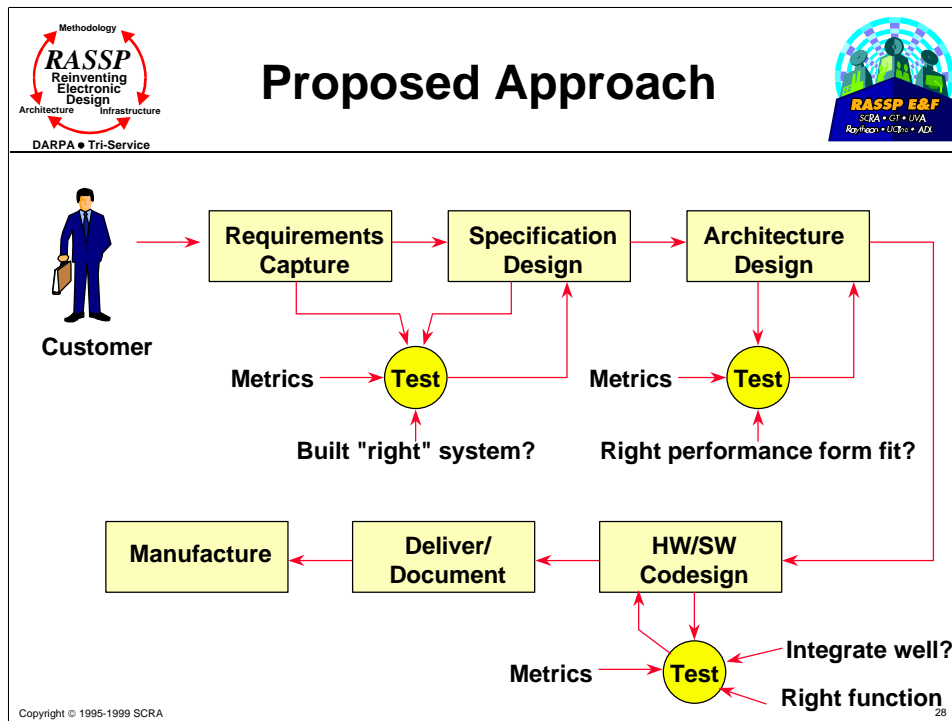 Methodology
RASSP
Reinventing
Electronic
Design
Architecture
Infrastructure
DARPA • Tri-Service
Proposed Approach
RASSP E&F
SCRA • GT • UVA
Raytheon • UCinc • ADL
Requirements
Capture
Specification
Design
Architecture
Design
Customer
Metrics
Test
Metrics
Test
Built "right" system?
Right performance form fit?
Manufacture
Deliver/
Document
HW/SW
Codesign
Metrics
Test
Integrate well?
Right function
Copyright © 1995-1999 SCRA
28